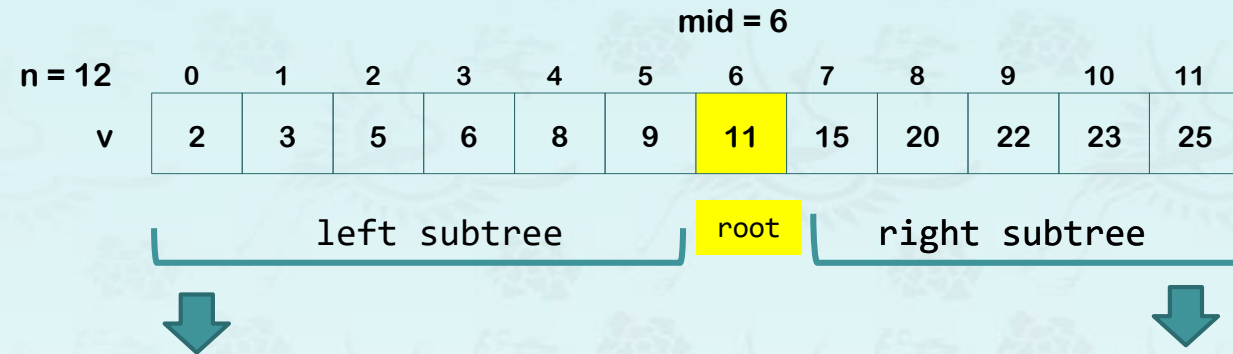 mid = 6
n = 12 0 1 2 3 4 5 6 7 8 9 10 11
v 2 3 5 6 8 9 11 15 20 22 23 25
left subtree root right subtree